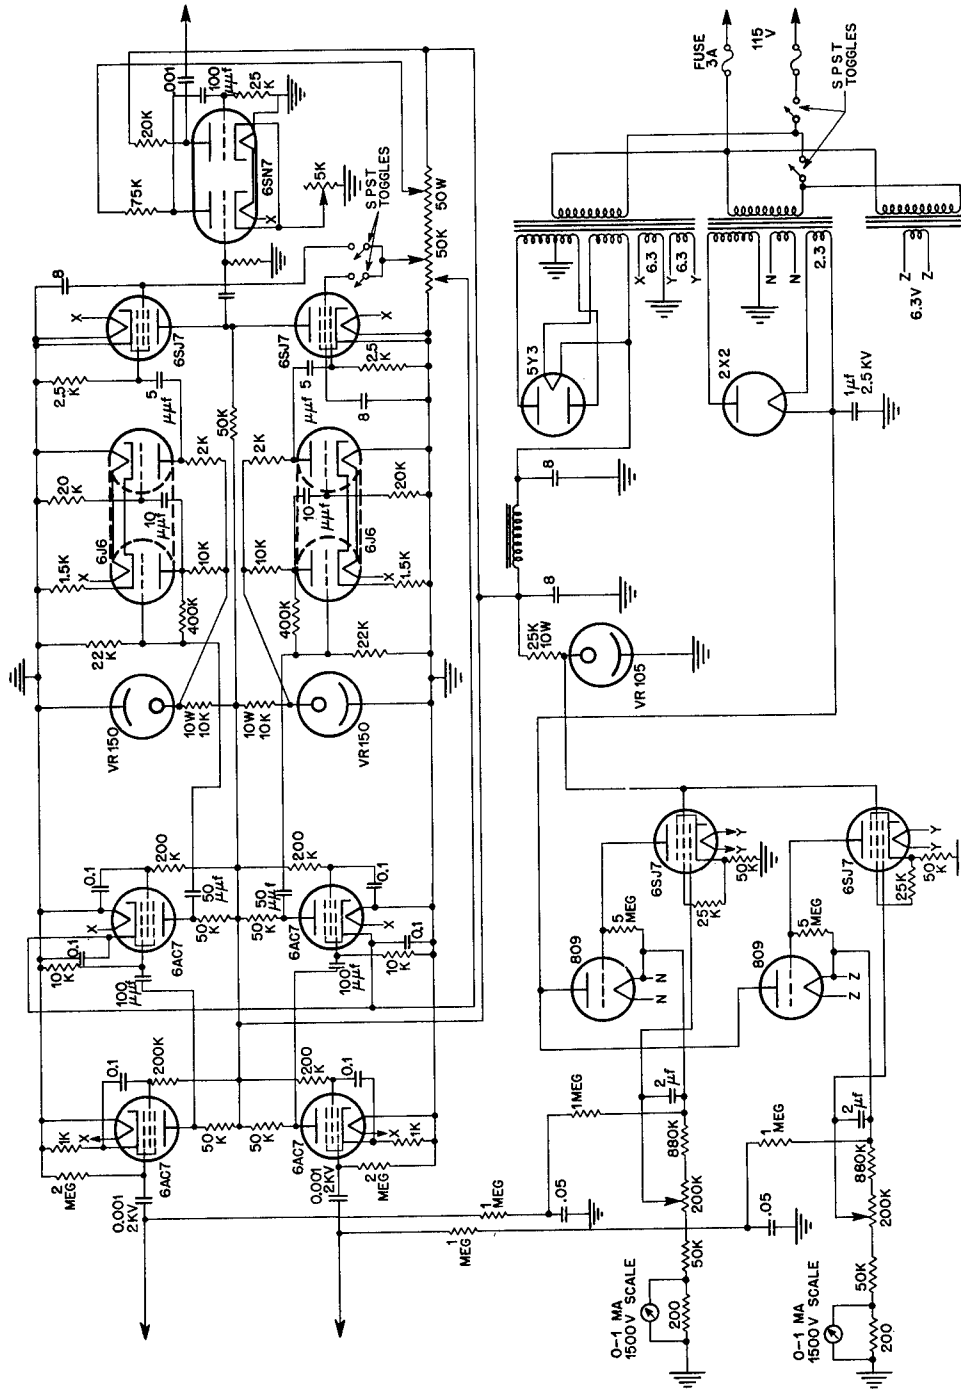 0.001
2KV
2
MEG
1K
X
6AC7
0.1
200K
50
K
50
K
200
K
0.1
6AC7
X
1K
2
MEG
0.001
2KV
10
K
0.1
100
μμf
X
6AC7
0.1
200
K
50
μμf
50
K
50
K
50
μμf
200
K
0.1
6AC7
X
100
μμf
10
K
0.1
VR150
10W
10K
10W
10K
VR150
22
K
400K
1.5K
X
6J6
10K
20
K
10
μμf
2K
50K
2.5
K
5
μμf
X
8
6SJ7
400K
22K
10K
10
μμf
6J6
X
1.5K
20K
2K
5
μμf
8
2.5
K
6SJ7
X
SPST
TOGGLES
50K
50W
75K
20K
.001
100
μμf
25
K
6SN7
X
5K
1
MEG
1
MEG
1MEG
.05
2
μf
880K
200K
50K
200
0-1 MA
1500V SCALE
809
N
N
5
MEG
6SJ7
25
K
Y
Y
50
K
1
MEG
.05
2
μf
880K
200K
50K
200
0-1 MA
1500V SCALE
809
Z
Z
5
MEG
6SJ7
25K
Y
Y
50
K
25K
10W
VR105
8
8
5Y3
2X2
1μf
2.5 KV
X
6.3
Y
6.3
Y
N
N
2.3
6.3V
Z
Z
FUSE
3A
115
V
SPST
TOGGLES